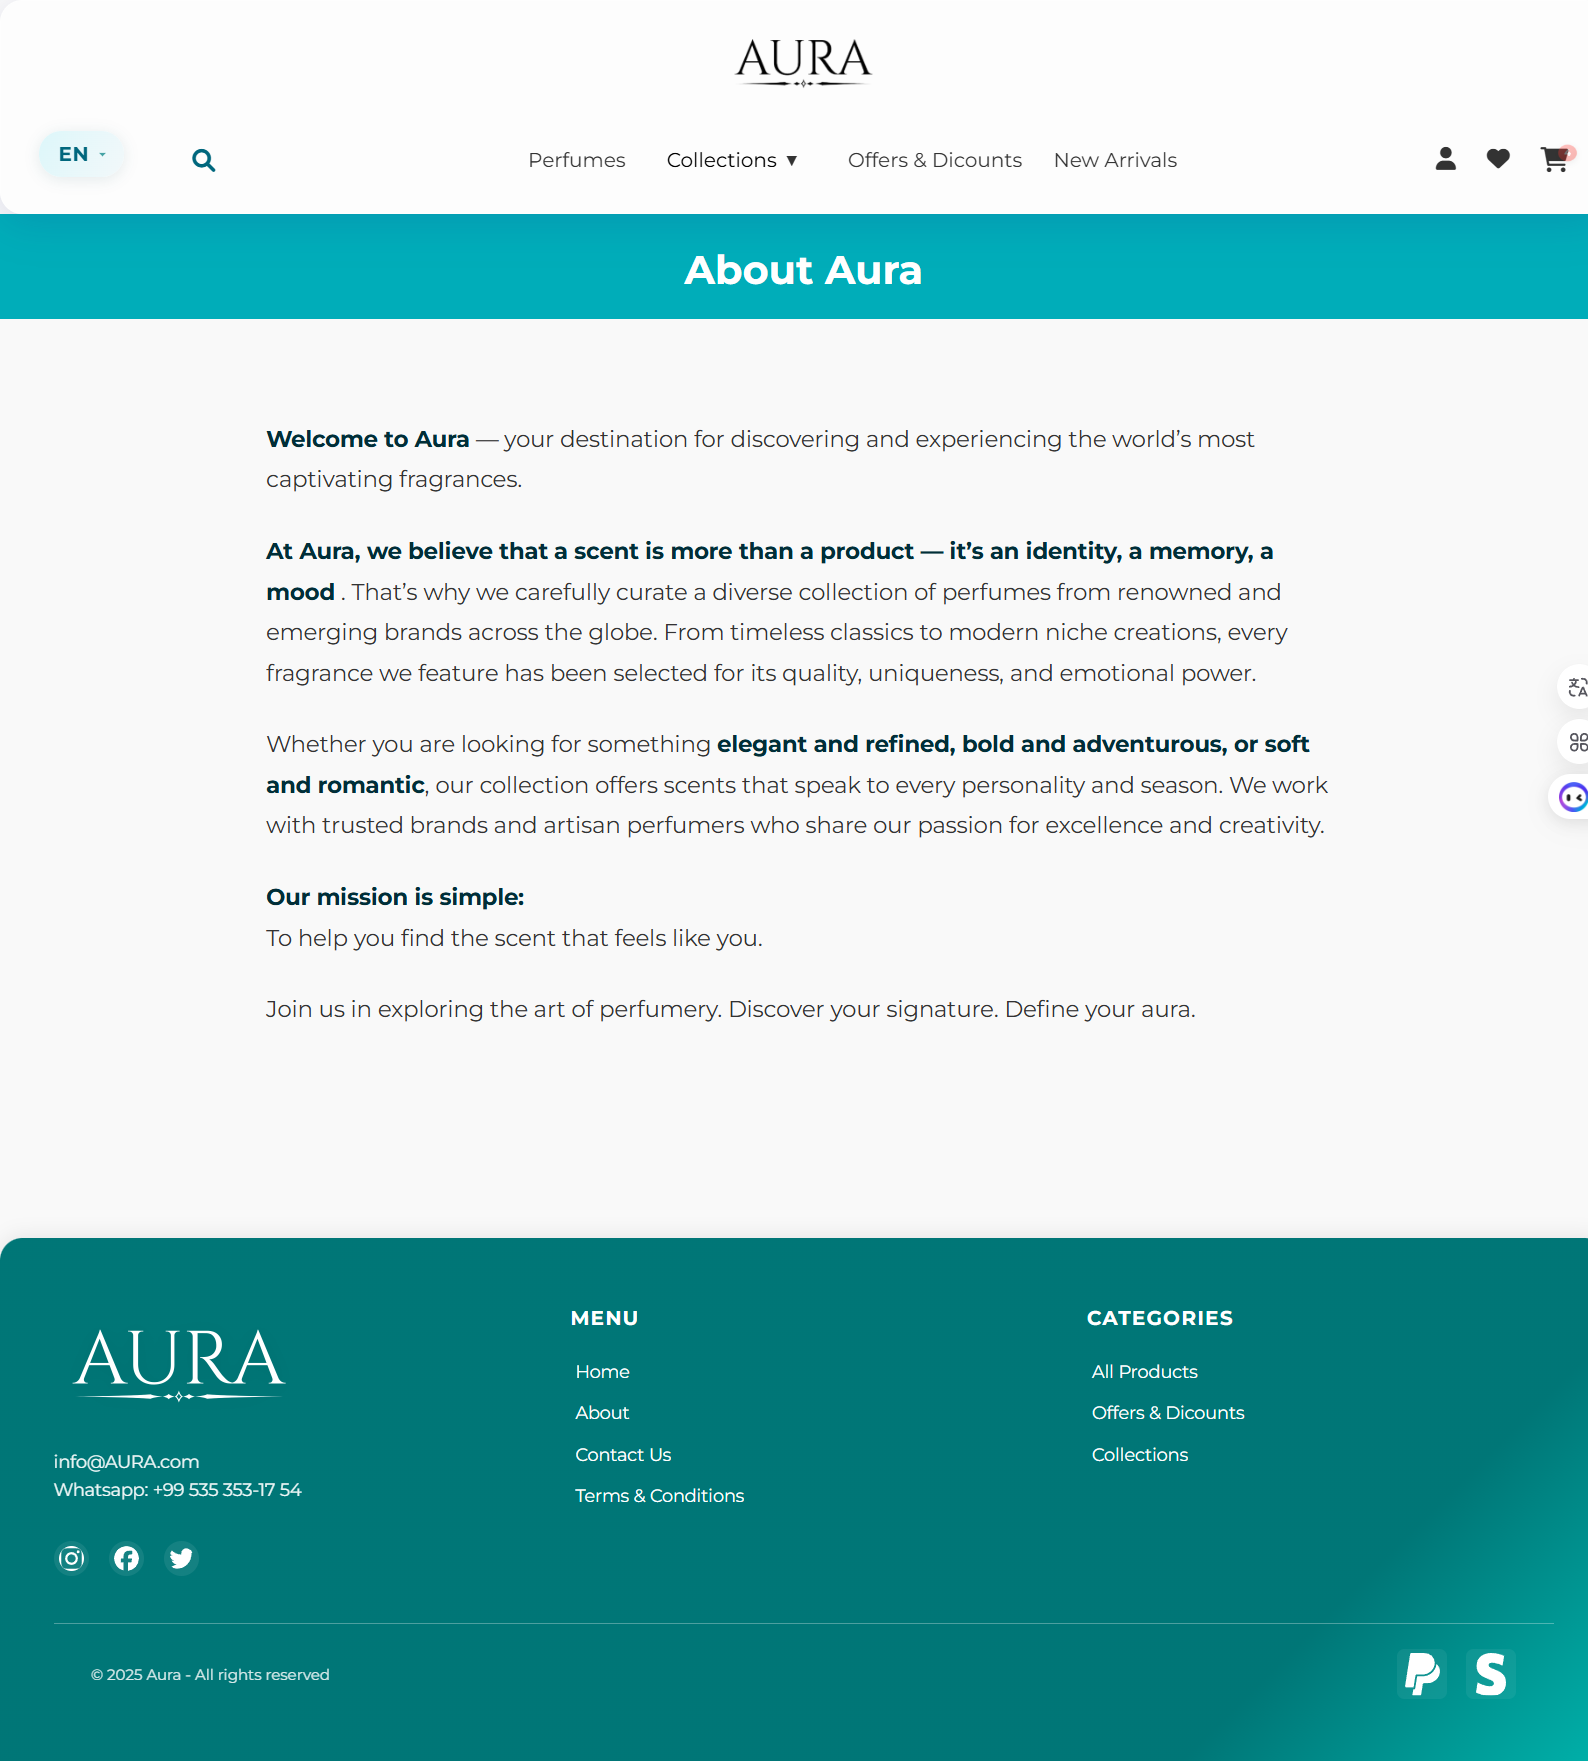 AURA
EN
Perfumes
Collections ▼
Offers & Dicounts
New Arrivals
About Aura
Welcome to Aura — your destination for discovering and experiencing the world’s most
captivating fragrances.
At Aura, we believe that a scent is more than a product — it’s an identity, a memory, a
mood . That’s why we carefully curate a diverse collection of perfumes from renowned and
emerging brands across the globe. From timeless classics to modern niche creations, every
fragrance we feature has been selected for its quality, uniqueness, and emotional power.
Whether you are looking for something elegant and refined, bold and adventurous, or soft
and romantic, our collection offers scents that speak to every personality and season. We work
with trusted brands and artisan perfumers who share our passion for excellence and creativity.
Our mission is simple:
To help you find the scent that feels like you.
Join us in exploring the art of perfumery. Discover your signature. Define your aura.
AURA
info@AURA.com
Whatsapp: +99 535 353-17 54
MENU
Home
About
Contact Us
Terms & Conditions
CATEGORIES
All Products
Offers & Dicounts
Collections
© 2025 Aura - All rights reserved